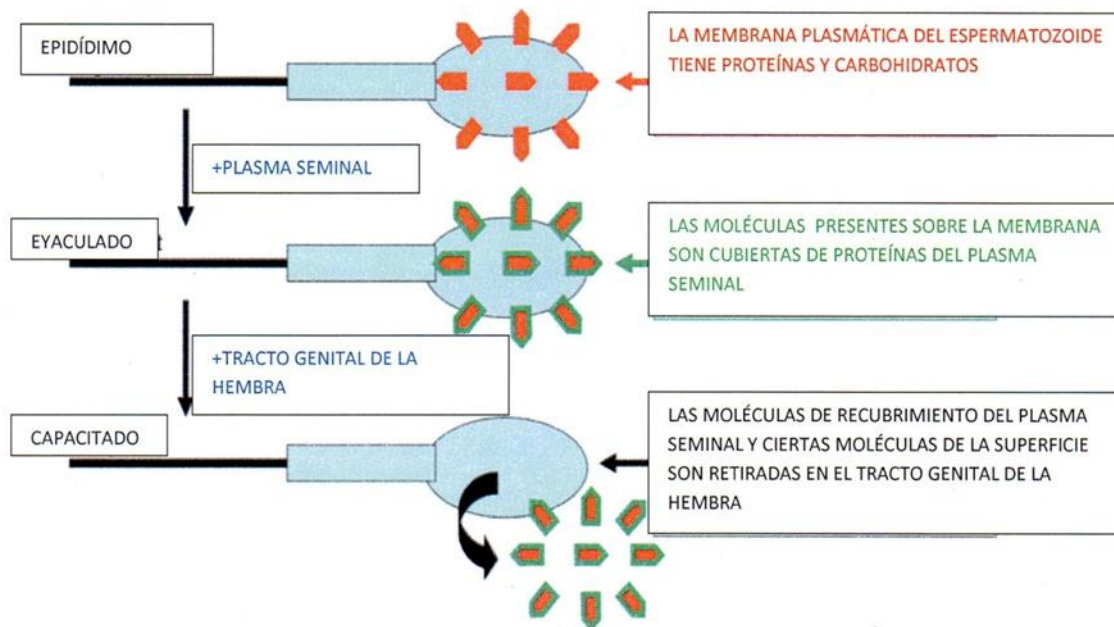 EPIDÍDIMO
LA MEMBRANA PLASMÁTICA DEL ESPERMATOZOIDE
TIENE PROTEÍNAS Y CARBOHIDRATOS
+PLASMA SEMINAL
EYACULADO
LAS MOLÉCULAS PRESENTES SOBRE LA MEMBRANA
SON CUBIERTAS DE PROTEÍNAS DEL PLASMA
SEMINAL
+TRACTO GENITAL DE LA
HEMBRA
CAPACITADO
LAS MOLÉCULAS DE RECUBRIMIENTO DEL PLASMA
SEMINAL Y CIERTAS MOLÉCULAS DE LA SUPERFICIE
SON RETIRADAS EN EL TRACTO GENITAL DE LA
HEMBRA